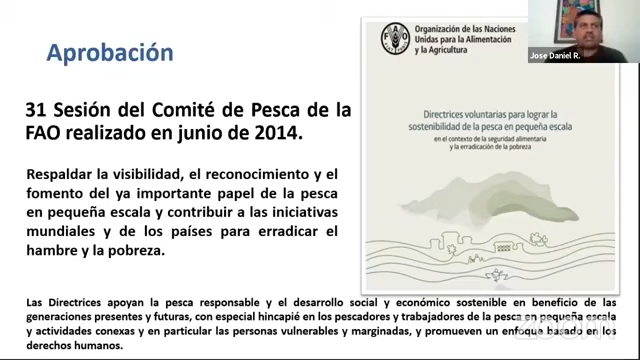 Aprobación
31 Sesión del Comité de Pesca de la
FAO realizado en junio de 2014.
Respaldar la visibilidad, el reconocimiento y el
fomento del ya importante papel de la pesca
en pequeña escala y contribuir a las iniciativas
mundiales y de los países para erradicar el
hambre y la pobreza.
Organización de las Naciones
Unidas para la Alimentación
y la Agricultura
Jose Daniel R.
Directrices voluntarias para lograr la
sostenibilidad de la pesca en pequeña escala
en el contexto de la seguridad alimentaria
y la erradicación de la pobreza
Las Directrices apoyan la pesca responsable y el desarrollo social y económico sostenible en beneficio de las
generaciones presentes y futuras, con especial hincapié en los pescadores y trabajadores de la pesca en pequeña escala
y actividades conexas y en particular las personas vulnerables y marginadas, y promueven un enfoque basado en los
derechos humanos.
zoom